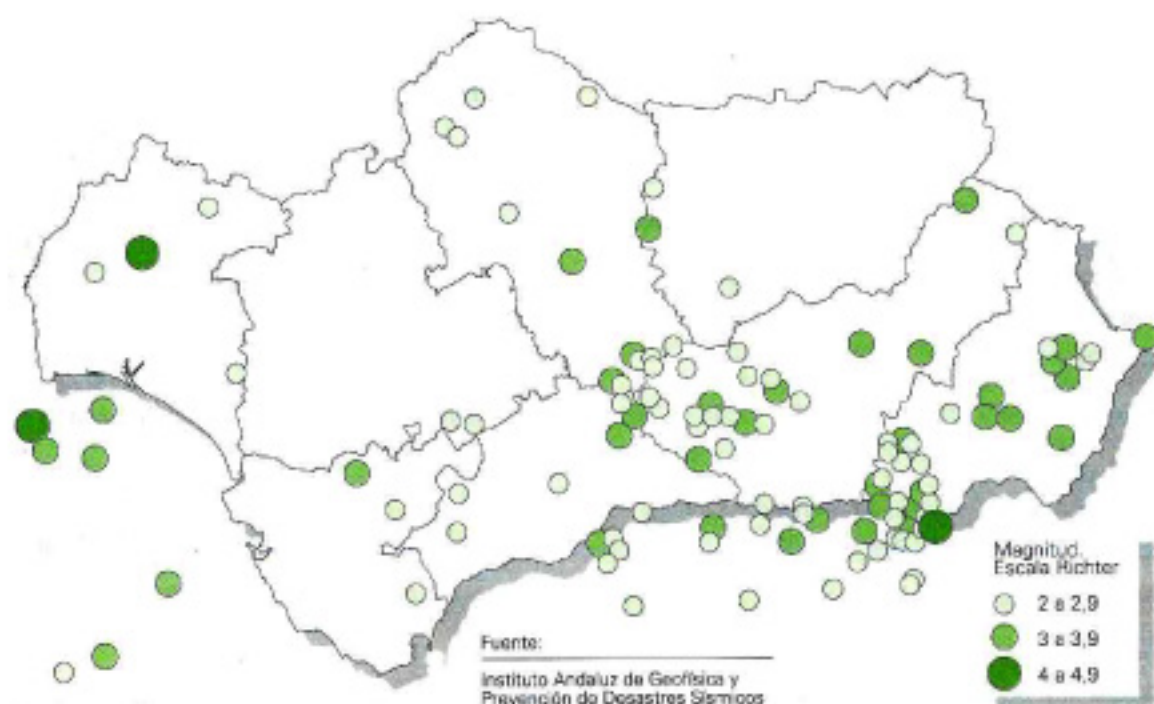 Magnitud.
Escala Richter
2 a 2,9
3 a 3,9
4 a 4,9
Fuente:
Instituto Andaluz de Geofísica y
Prevención de Desastres Sísmicos